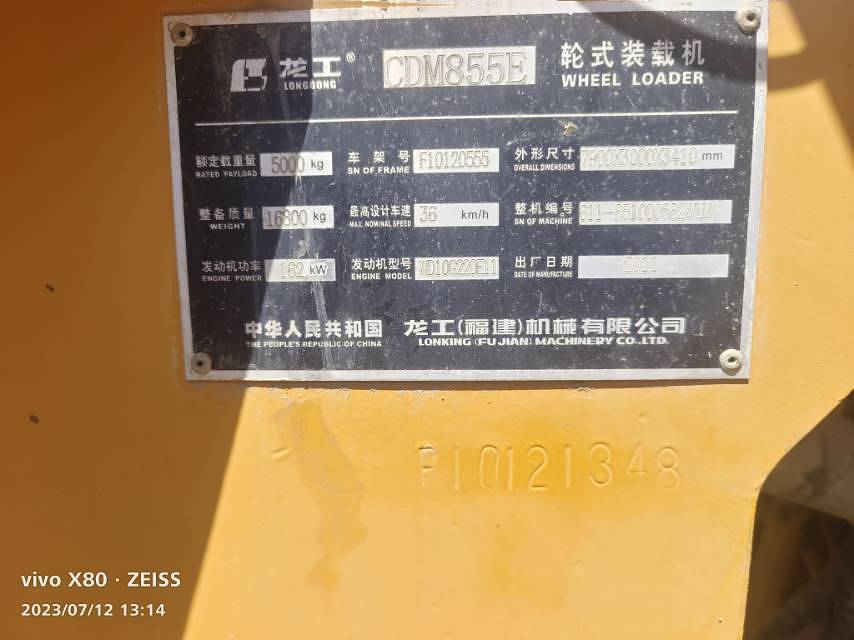 龙工® CDM855E 轮式装载机
LONGGONG WHEEL LOADER
额定载重量 5000 kg 车架号 F10120555 外形尺寸 7900X3000X3410 mm
RATED PAYLOAD SN OF FRAME OVERALL DIMENSIONS
整备质量 16800 kg 最高设计车速 36 km/h 整机编号
WEIGHT MAX. NOMINAL SPEED SN OF MACHINE
发动机功率 162 kW 发动机型号 WD10G220E11 出厂日期 2011
ENGINE POWER ENGINE MODEL DATE OF MANUFACTURE
中华人民共和国 龙工(福建)机械有限公司
THE PEOPLE'S REPUBLIC OF CHINA LONKING (FUJIAN) MACHINERY CO.,LTD.
F10121348
vivo X80 · ZEISS
2023/07/12 13:14